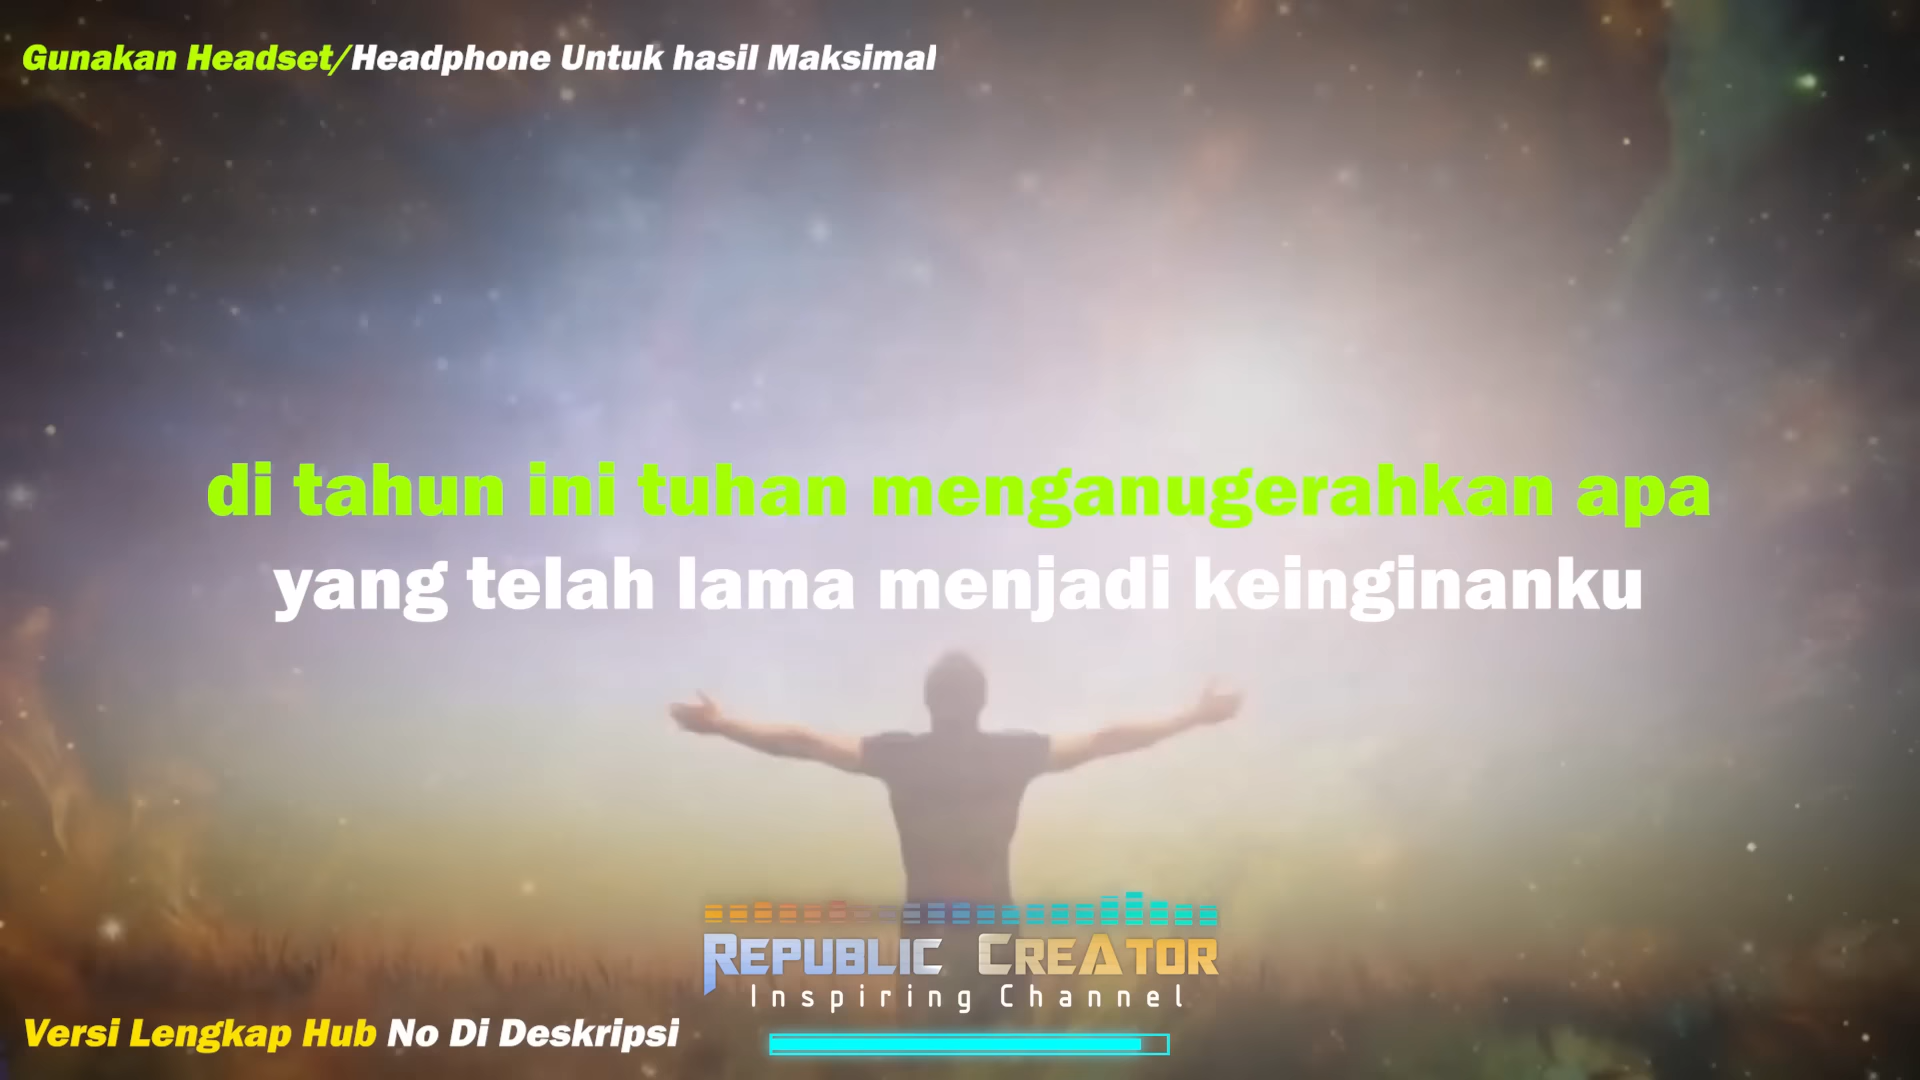 Gunakan Headset/Headphone Untuk hasil Maksimal
di tahun ini tuhan menganugerahkan apa
yang telah lama menjadi keinginanku
REPUBLIC CREATOR
Inspiring Channel
Versi Lengkap Hub No Di Deskripsi